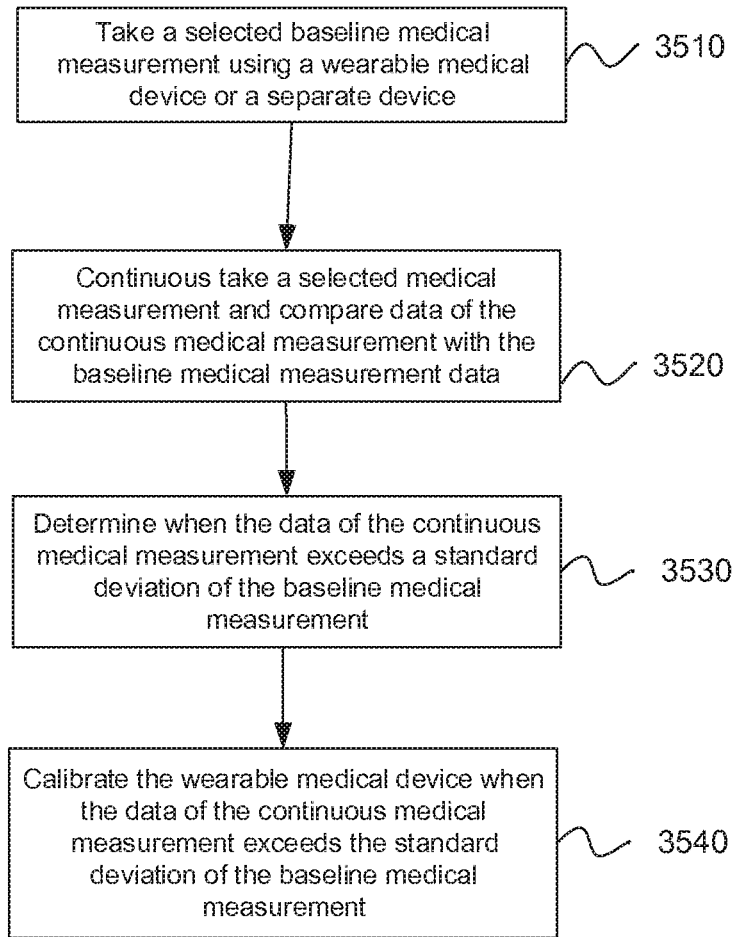 Take a selected baseline medical
measurement using a wearable medical
device or a separate device
3510
Continuous take a selected medical
measurement and compare data of the
continuous medical measurement with the
baseline medical measurement data
3520
Determine when the data of the continuous
medical measurement exceeds a standard
deviation of the baseline medical
measurement
3530
Calibrate the wearable medical device when
the data of the continuous medical
measurement exceeds the standard
deviation of the baseline medical
measurement
3540